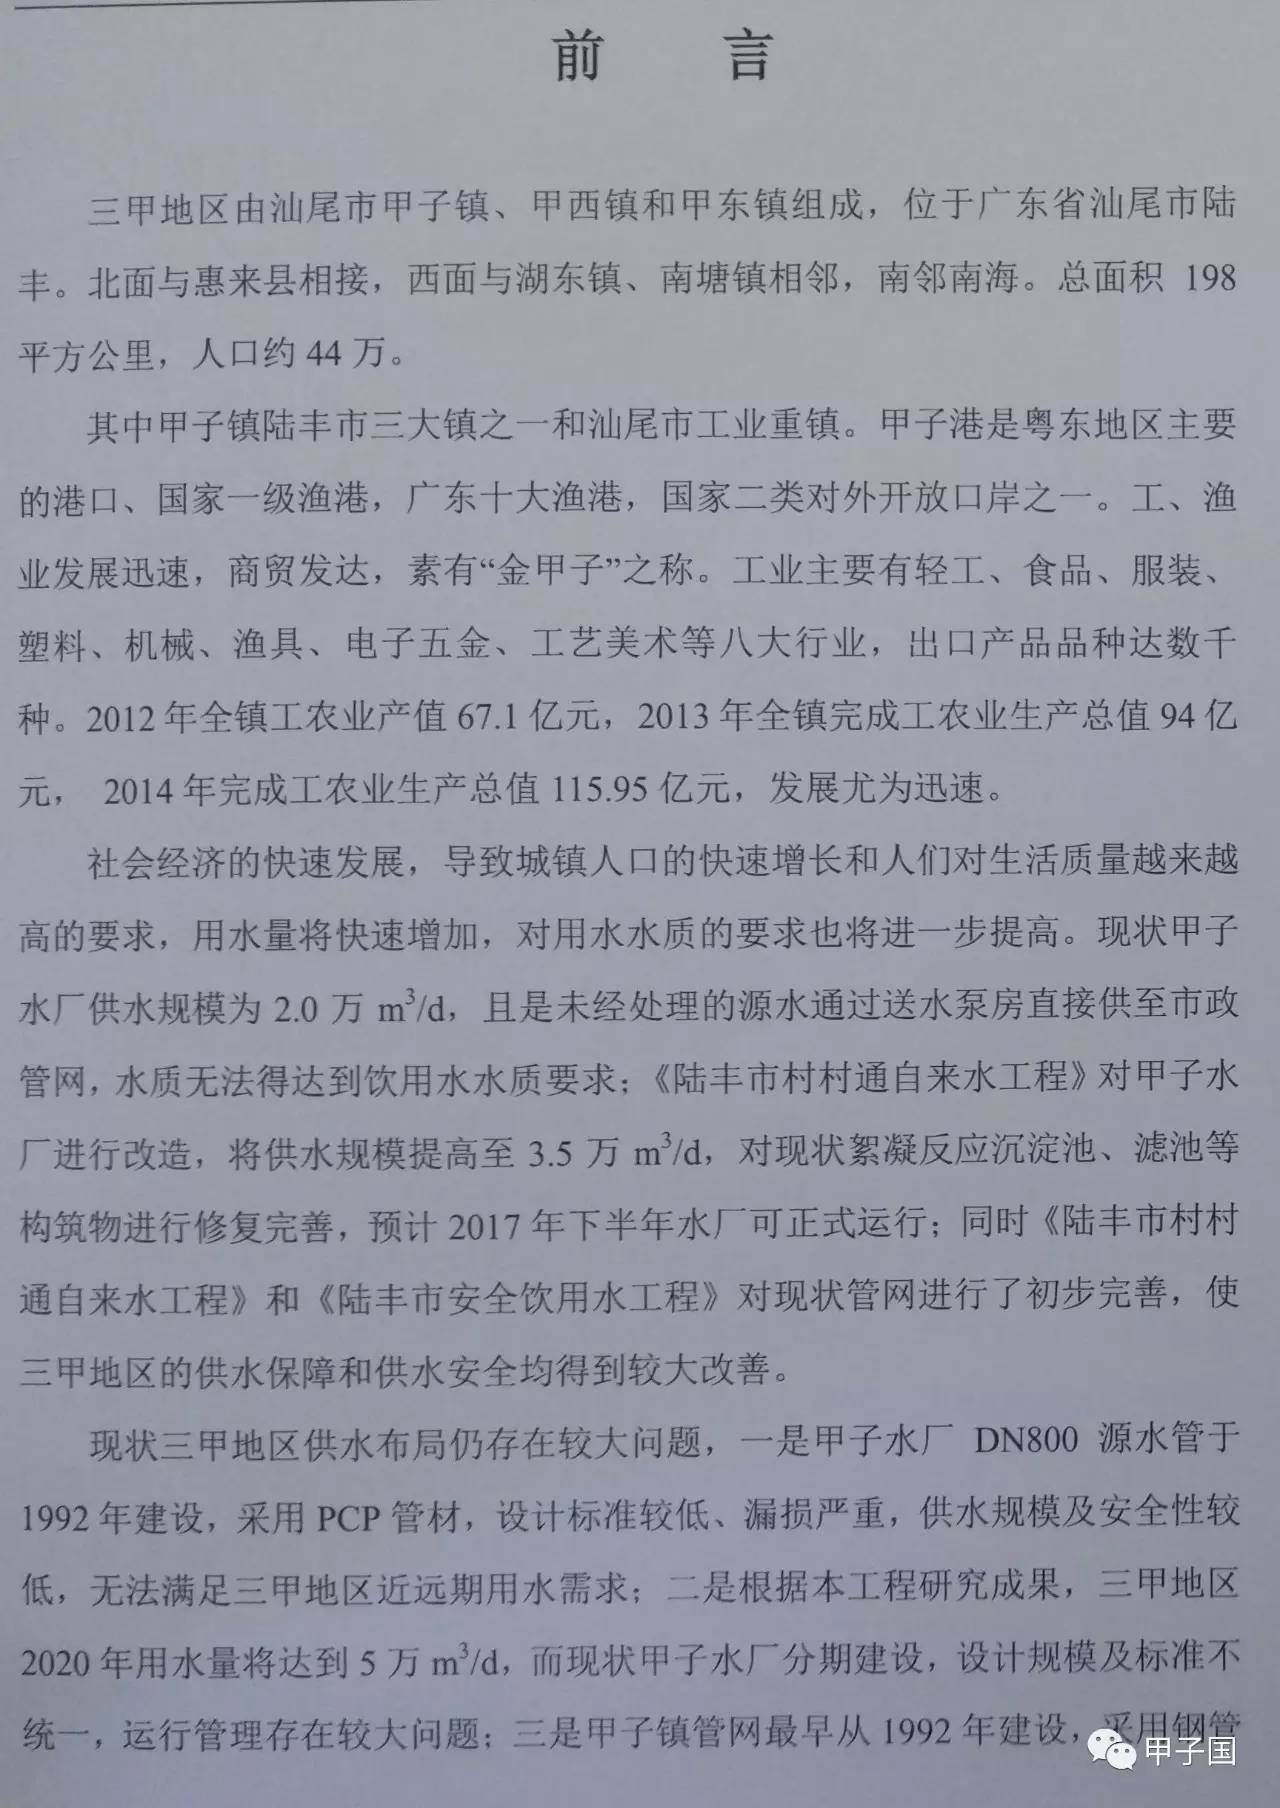 前 言
三甲地区由汕尾市甲子镇、甲西镇和甲东镇组成，位于广东省汕尾市陆
丰。北面与惠来县相接，西面与湖东镇、南塘镇相邻，南邻南海。总面积 198
平方公里，人口约 44 万。
其中甲子镇陆丰市三大镇之一和汕尾市工业重镇。甲子港是粤东地区主要
的港口、国家一级渔港，广东十大渔港，国家二类对外开放口岸之一。工、渔
业发展迅速，商贸发达，素有“金甲子”之称。工业主要有轻工、食品、服装、
塑料、机械、渔具、电子五金、工艺美术等八大行业，出口产品品种达数千
种。2012 年全镇工农业产值 67.1 亿元，2013 年全镇完成工农业生产总值 94 亿
元， 2014 年完成工农业生产总值 115.95 亿元，发展尤为迅速。
社会经济的快速发展，导致城镇人口的快速增长和人们对生活质量越来越
高的要求，用水量将快速增加，对用水水质的要求也将进一步提高。现状甲子
水厂供水规模为 2.0 万 m³/d，且是未经处理的源水通过送水泵房直接供至市政
管网，水质无法得达到饮用水水质要求；《陆丰市村村通自来水工程》对甲子水
厂进行改造，将供水规模提高至 3.5 万 m³/d，对现状絮凝反应沉淀池、滤池等
构筑物进行修复完善，预计 2017 年下半年水厂可正式运行；同时《陆丰市村村
通自来水工程》和《陆丰市安全饮用水工程》对现状管网进行了初步完善，使
三甲地区的供水保障和供水安全均得到较大改善。
现状三甲地区供水布局仍存在较大问题，一是甲子水厂 DN800 源水管于
1992 年建设，采用 PCP 管材，设计标准较低、漏损严重，供水规模及安全性较
低，无法满足三甲地区近远期用水需求；二是根据本工程研究成果，三甲地区
2020 年用水量将达到 5 万 m³/d，而现状甲子水厂分期建设，设计规模及标准不
统一，运行管理存在较大问题；三是甲子镇管网最早从 1992 年建设，采用钢管
甲子国